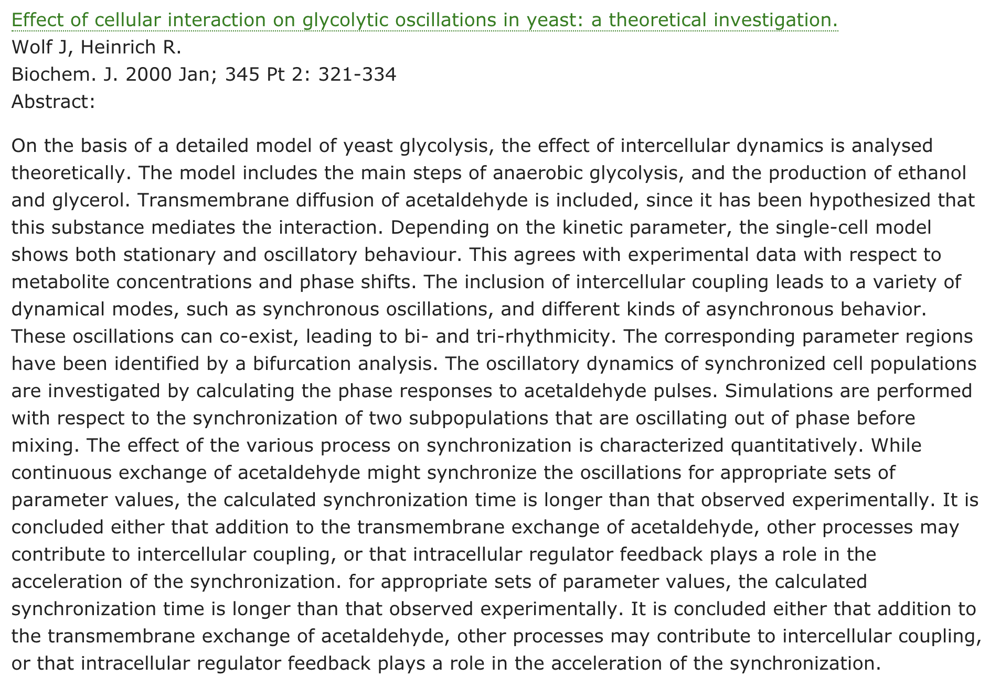 Effect of cellular interaction on glycolytic oscillations in yeast: a theoretical investigation.
Wolf J, Heinrich R.
Biochem. J. 2000 Jan; 345 Pt 2: 321-334
Abstract:
On the basis of a detailed model of yeast glycolysis, the effect of intercellular dynamics is analysed
theoretically. The model includes the main steps of anaerobic glycolysis, and the production of ethanol
and glycerol. Transmembrane diffusion of acetaldehyde is included, since it has been hypothesized that
this substance mediates the interaction. Depending on the kinetic parameter, the single-cell model
shows both stationary and oscillatory behaviour. This agrees with experimental data with respect to
metabolite concentrations and phase shifts. The inclusion of intercellular coupling leads to a variety of
dynamical modes, such as synchronous oscillations, and different kinds of asynchronous behavior.
These oscillations can co-exist, leading to bi- and tri-rhythmicity. The corresponding parameter regions
have been identified by a bifurcation analysis. The oscillatory dynamics of synchronized cell populations
are investigated by calculating the phase responses to acetaldehyde pulses. Simulations are performed
with respect to the synchronization of two subpopulations that are oscillating out of phase before
mixing. The effect of the various process on synchronization is characterized quantitatively. While
continuous exchange of acetaldehyde might synchronize the oscillations for appropriate sets of
parameter values, the calculated synchronization time is longer than that observed experimentally. It is
concluded either that addition to the transmembrane exchange of acetaldehyde, other processes may
contribute to intercellular coupling, or that intracellular regulator feedback plays a role in the
acceleration of the synchronization. for appropriate sets of parameter values, the calculated
synchronization time is longer than that observed experimentally. It is concluded either that addition to
the transmembrane exchange of acetaldehyde, other processes may contribute to intercellular coupling,
or that intracellular regulator feedback plays a role in the acceleration of the synchronization.